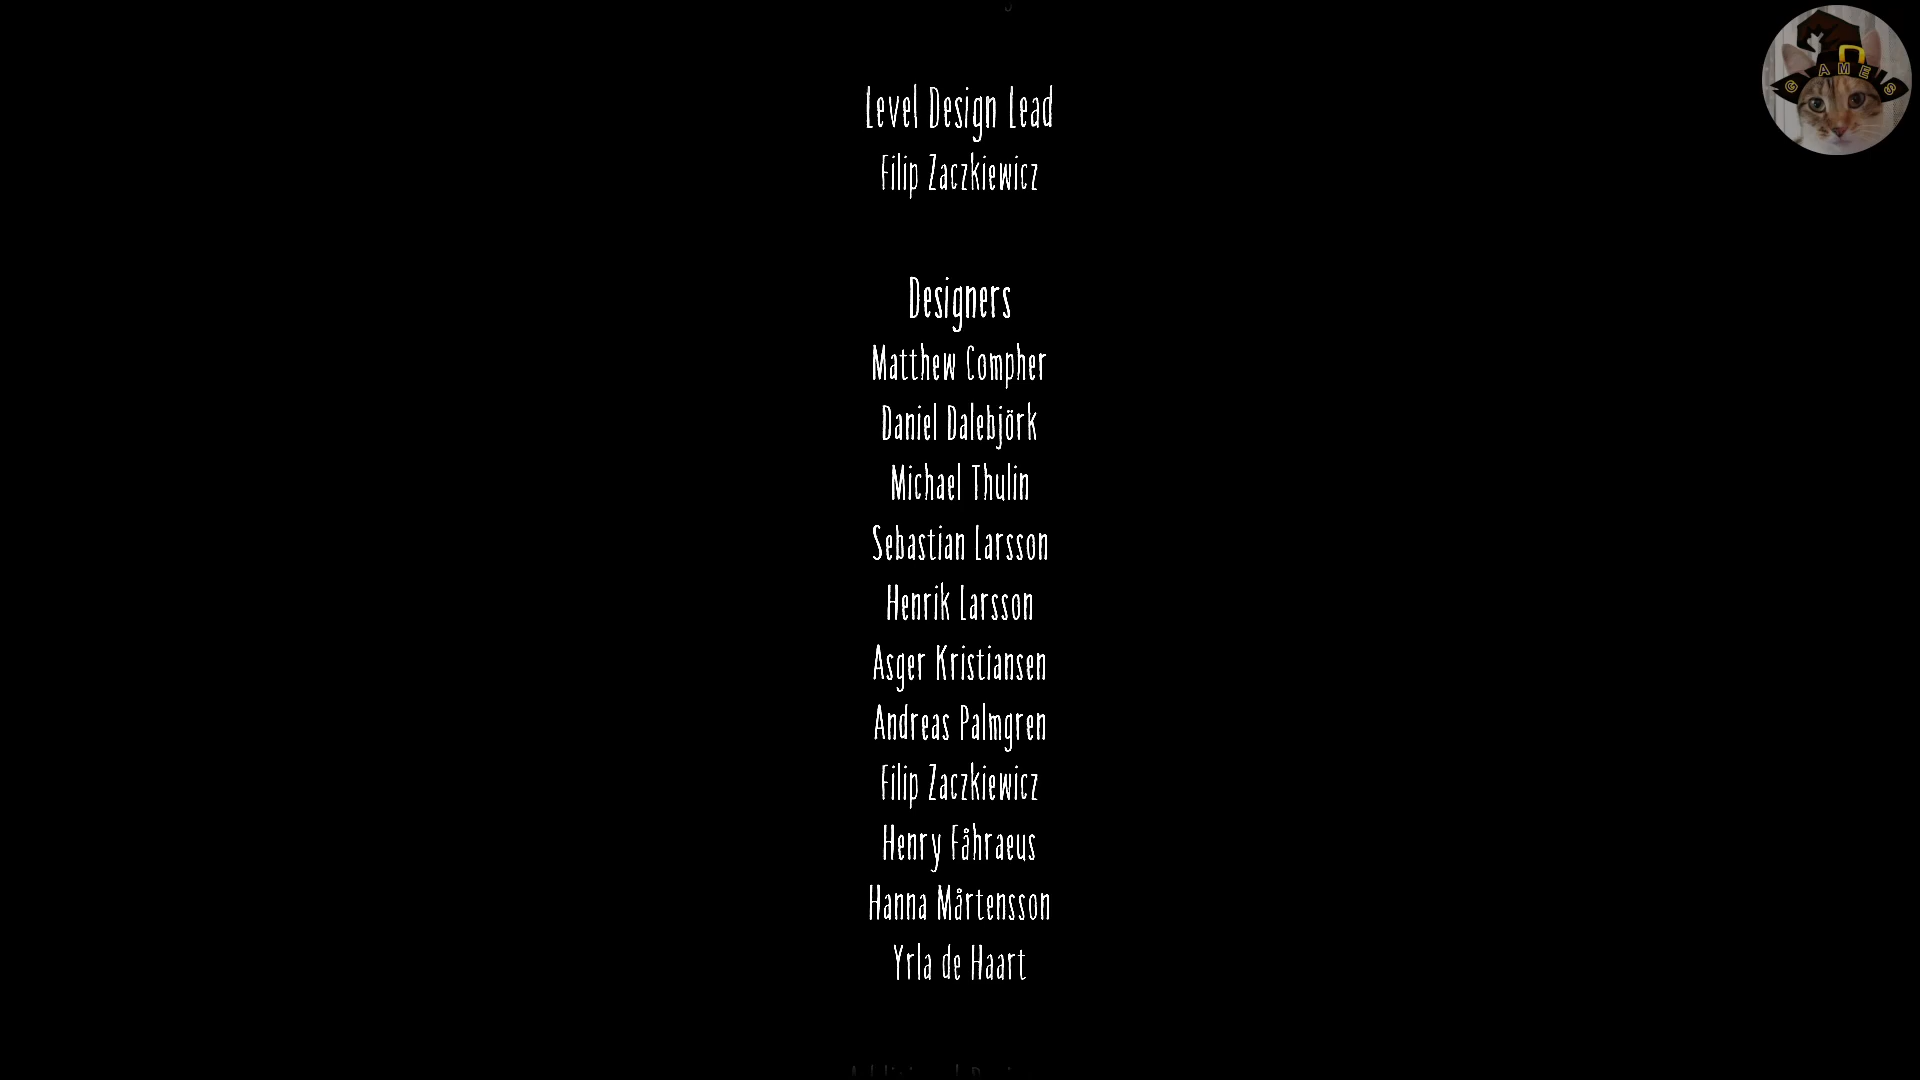 GAMES
Level Design Lead
Filip Zaczkiewicz
Designers
Matthew Compher
Daniel Dalebjörk
Michael Thulin
Sebastian Larsson
Henrik Larsson
Asger Kristiansen
Andreas Palmgren
Filip Zaczkiewicz
Henry Fåhraeus
Hanna Mårtensson
Yrla de Haart